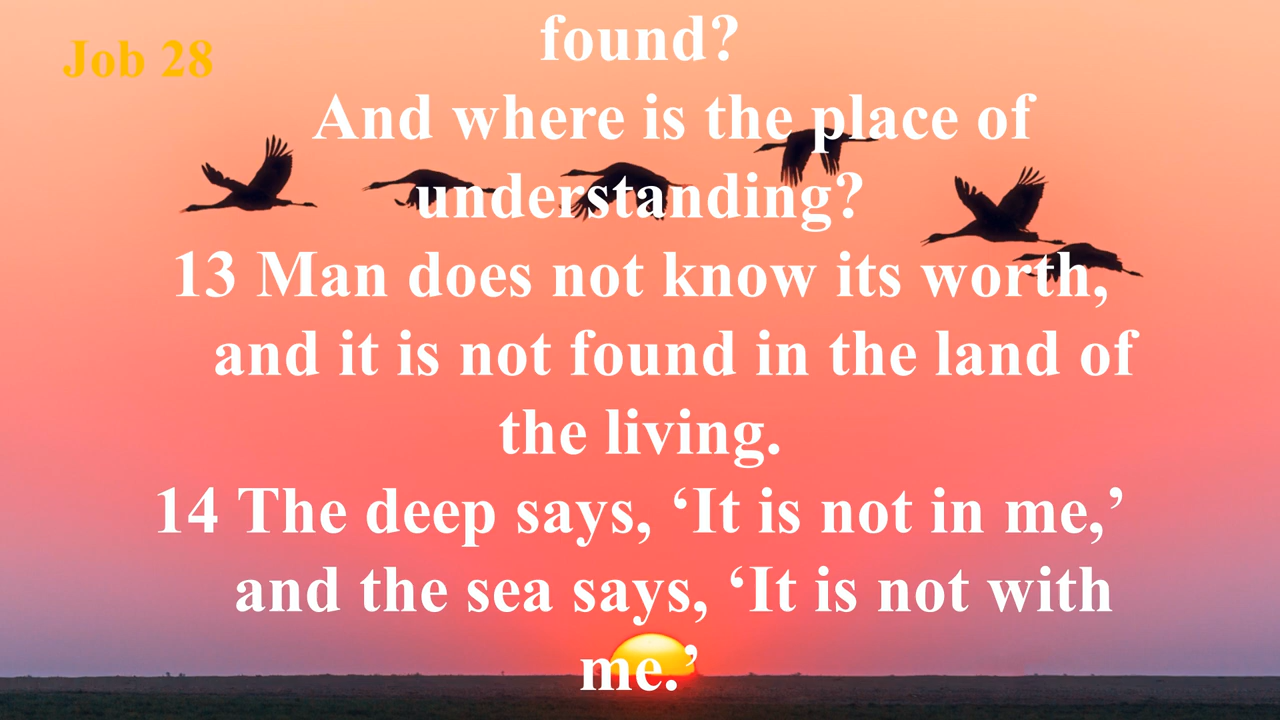 Job 28
found?
And where is the place of
understanding?
13 Man does not know its worth,
and it is not found in the land of
the living.
14 The deep says, ‘It is not in me,’
and the sea says, ‘It is not with
me.’